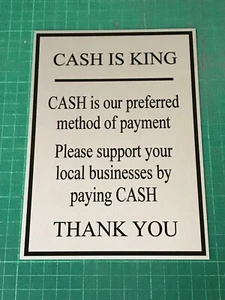 CASH IS KING
CASH is our preferred
method of payment
Please support your
local businesses by
paying CASH
THANK YOU